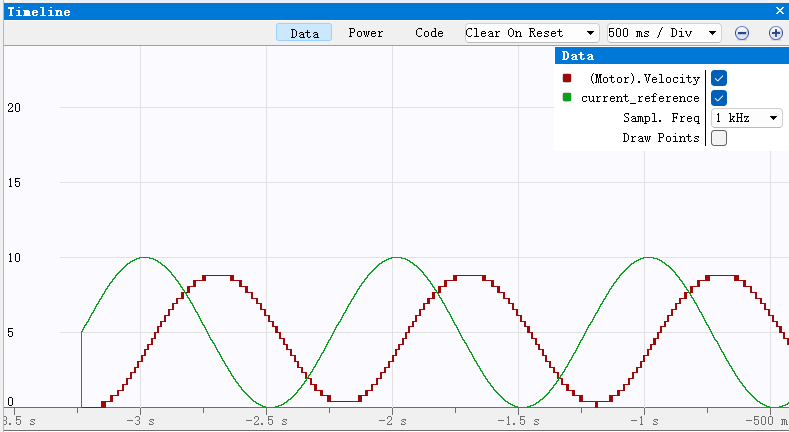 Timeline
Data Power Code Clear On Reset 500 ms / Div
Data
(Motor).Velocity
current_reference
Sampl. Freq 1 kHz
Draw Points
20
15
10
5
0
3.5 s -3 s -2.5 s -2 s -1.5 s -1 s -500 m